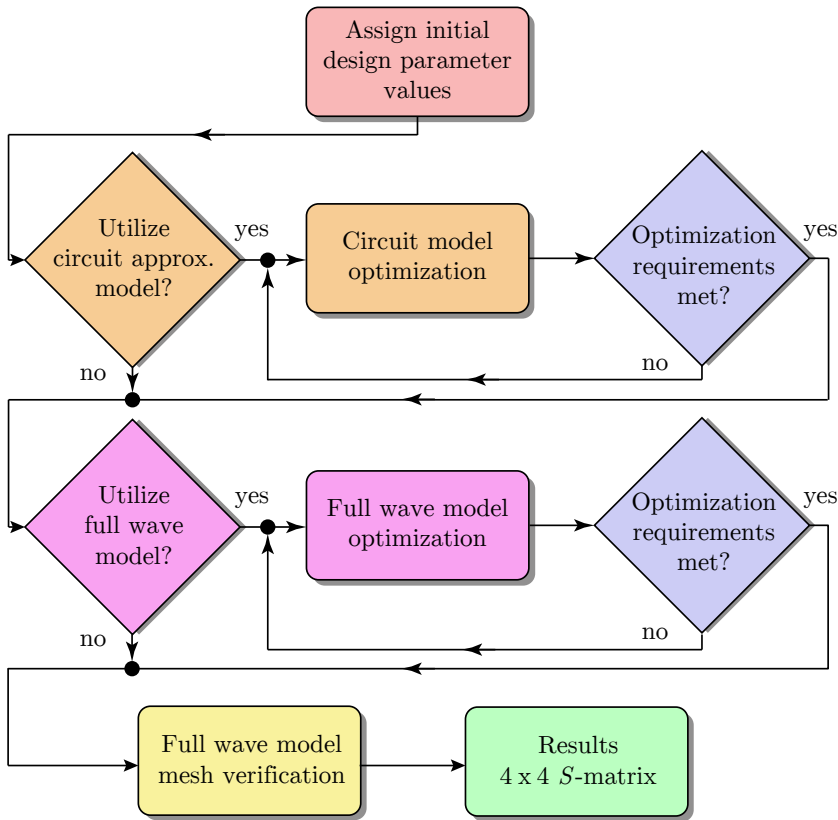 Assign initial
design parameter
values
Utilize
circuit approx.
model?
yes
Circuit model
optimization
Optimization
requirements
met?
yes
no
no
Utilize
full wave
model?
yes
Full wave model
optimization
Optimization
requirements
met?
yes
no
no
Full wave model
mesh verification
Results
4 x 4 S-matrix